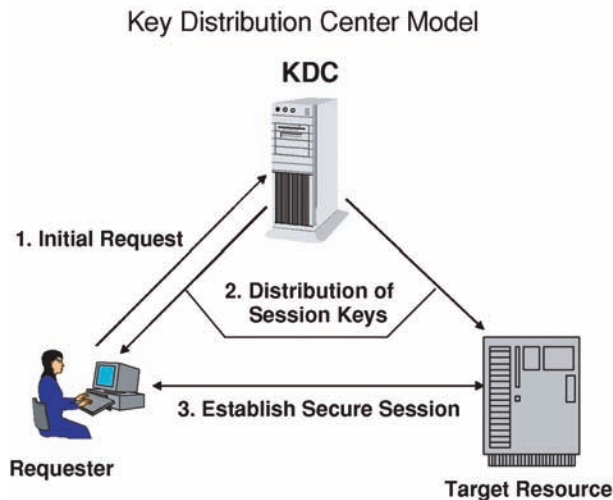 Key Distribution Center Model
KDC
1. Initial Request
2. Distribution of
Session Keys
3. Establish Secure Session
Requester
Target Resource